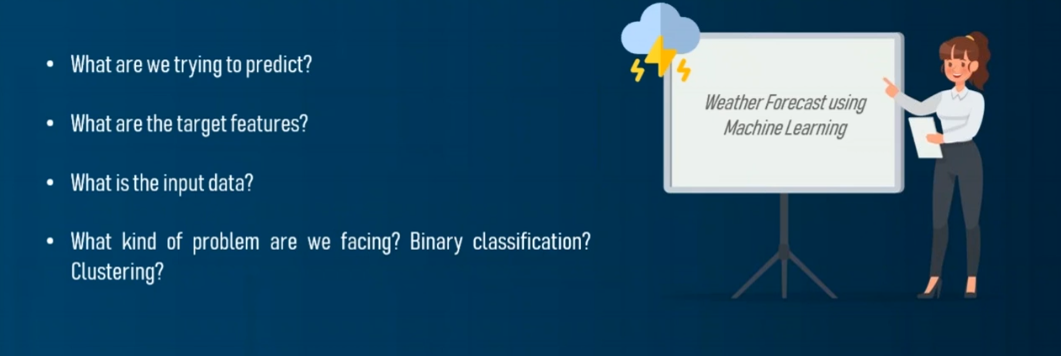 • What are we trying to predict?
• What are the target features?
• What is the input data?
• What kind of problem are we facing? Binary classification?
Clustering?
Weather Forecast using
Machine Learning